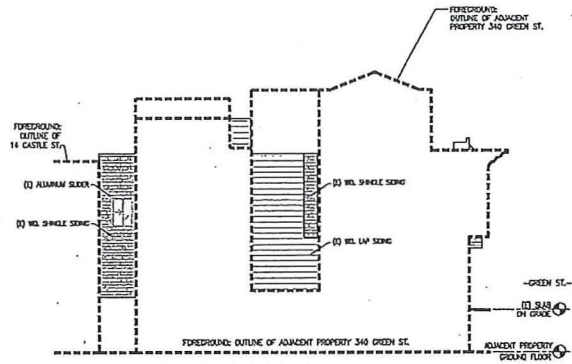 FOREGROUND:
OUTLINE OF ADJACENT
PROPERTY 340 GREEN ST.
FOREGROUND:
OUTLINE OF
14 CASTLE ST.
(E) ALUMINUM SLIDER
(E) WD. SHINGLE SIDING
(E) WD. SHINGLE SIDING
(E) WD. LAP SIDING
GREEN ST.
(E) SLAB
ON GRADE
FOREGROUND: OUTLINE OF ADJACENT PROPERTY 340 GREEN ST.
ADJACENT PROPERTY
GROUND FLOOR